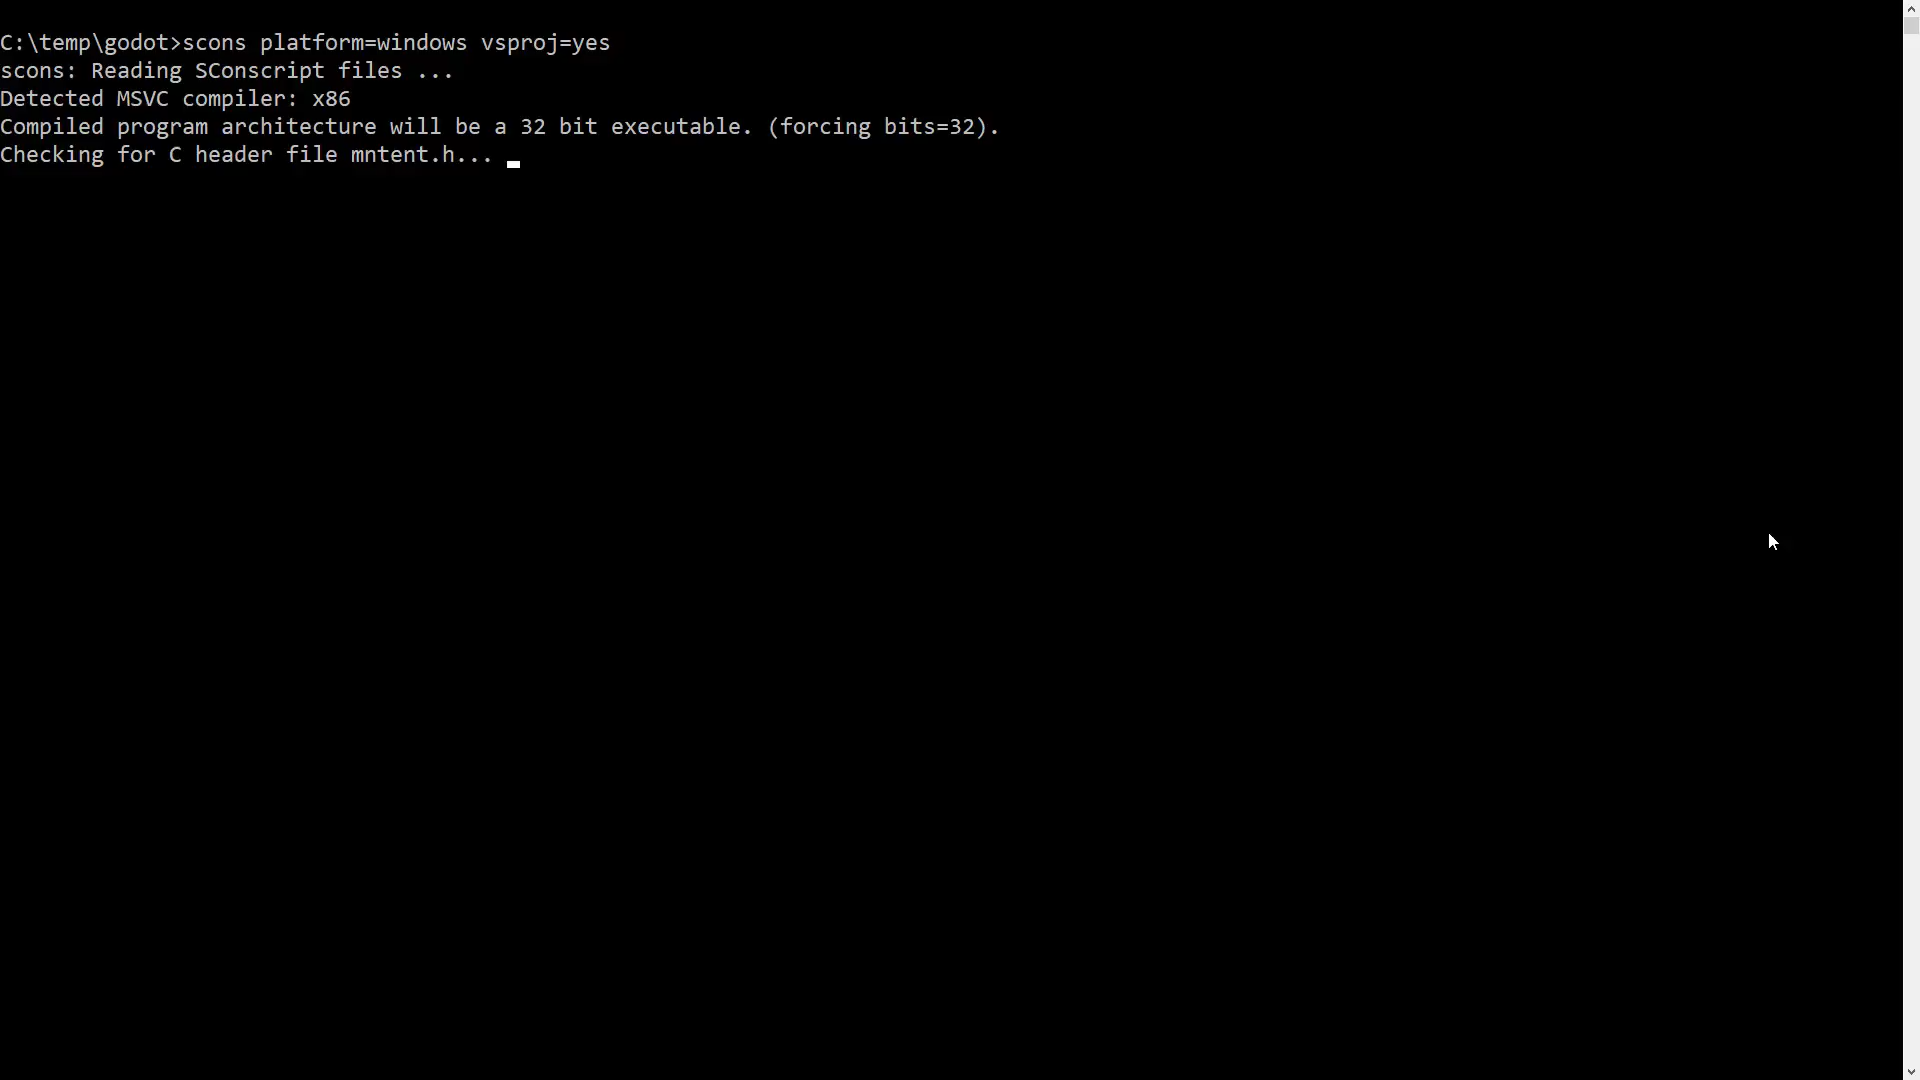 C:\temp\godot>scons platform=windows vsproj=yes
scons: Reading SConscript files ...
Detected MSVC compiler: x86
Compiled program architecture will be a 32 bit executable. (forcing bits=32).
Checking for C header file mntent.h...